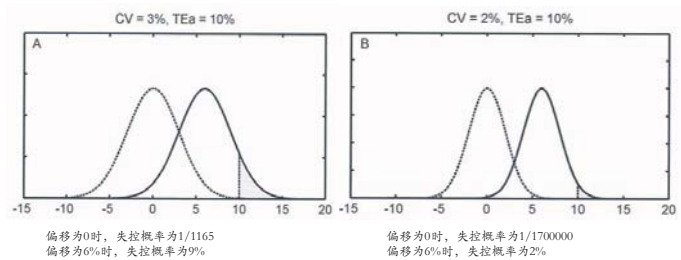 CV = 3%, TEa = 10%
A
-15 -10 -5 0 5 10 15 20
偏移为0时，失控概率为1/1165
偏移为6%时，失控概率为9%
CV = 2%, TEa = 10%
B
-15 -10 -5 0 5 10 15 20
偏移为0时，失控概率为1/1700000
偏移为6%时，失控概率为2%